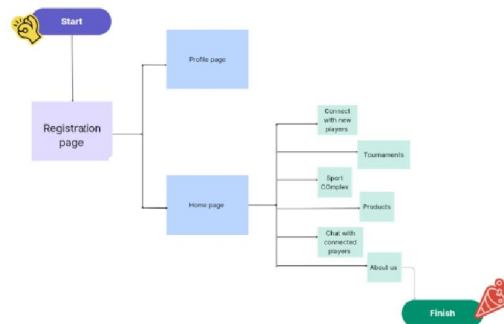 Start
Profile page
Registration
page
Connect
with new
players
Tournaments
Sport
COmplex
Home page
Products
Chat with
connected
players
About us
Finish